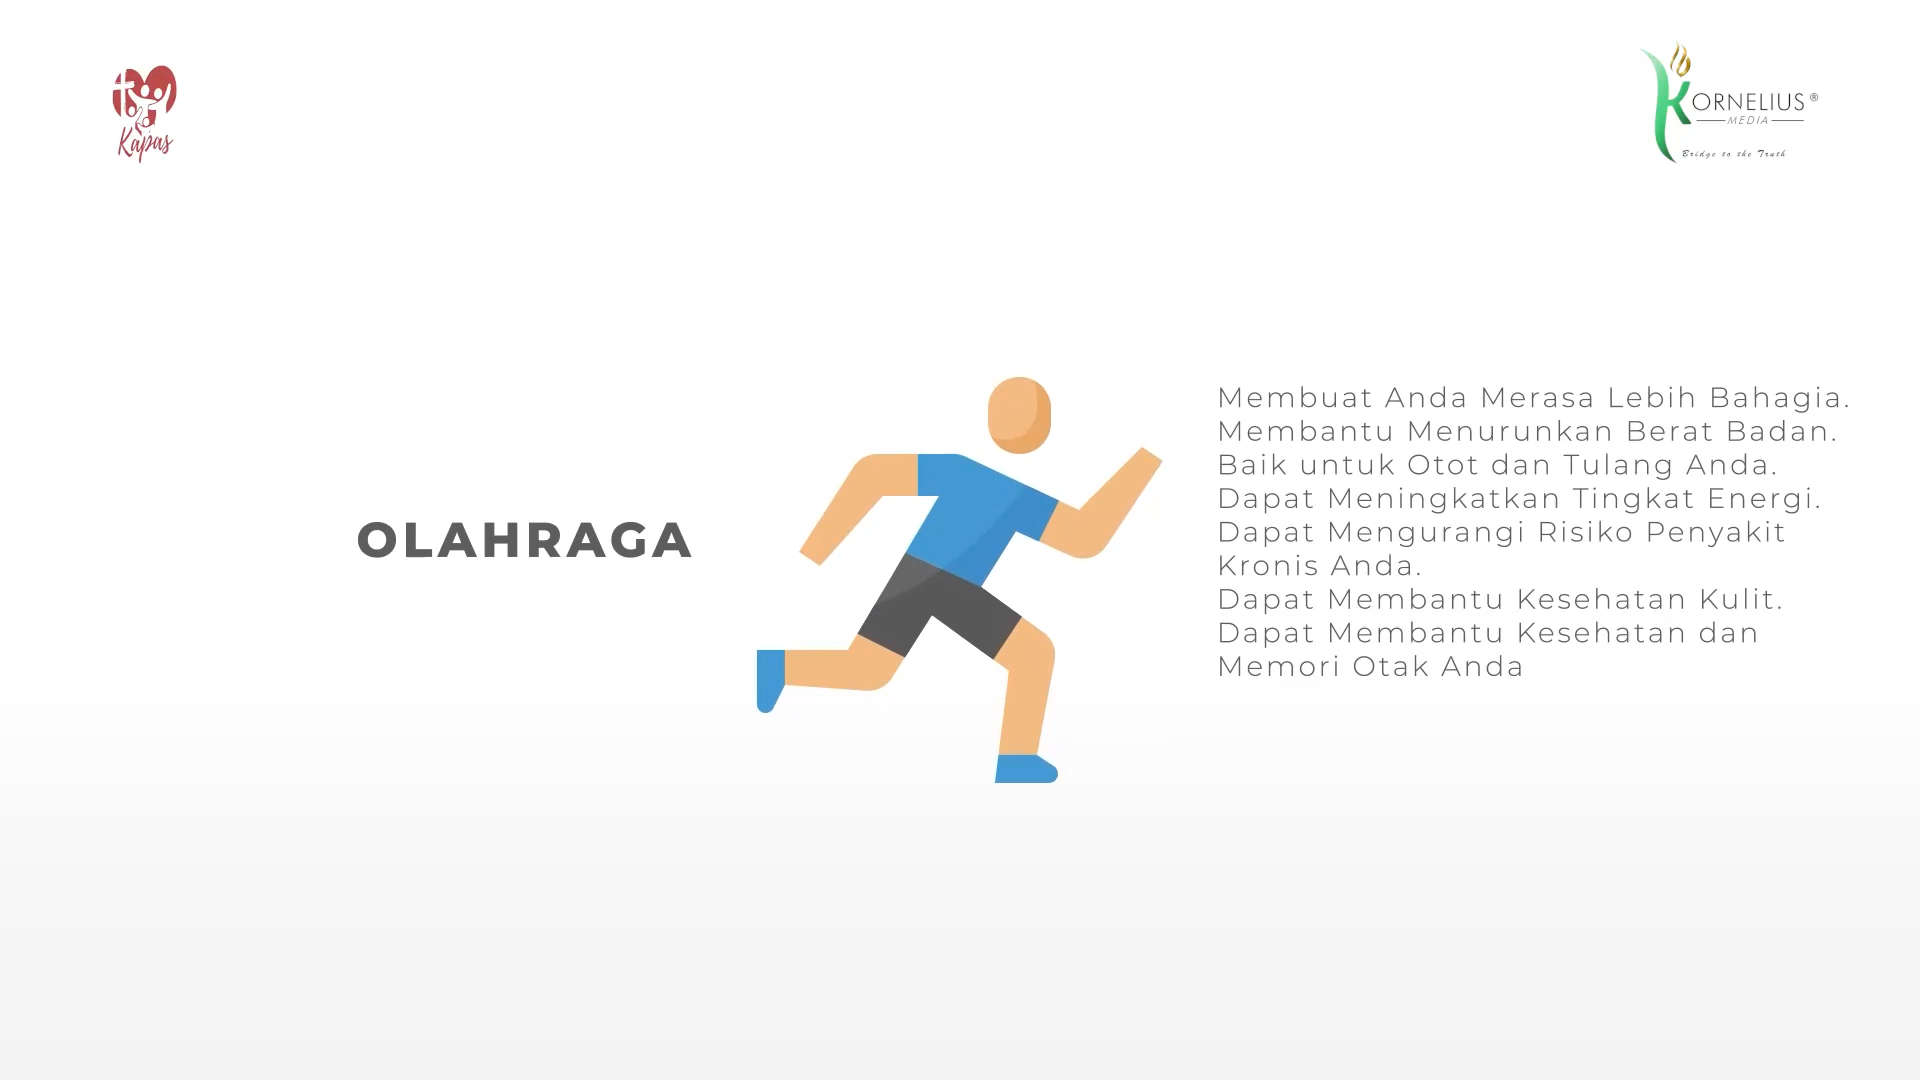 Kapas
KORNELIUS ®
MEDIA
Bridge to the Truth
OLAHRAGA
Membuat Anda Merasa Lebih Bahagia.
Membantu Menurunkan Berat Badan.
Baik untuk Otot dan Tulang Anda.
Dapat Meningkatkan Tingkat Energi.
Dapat Mengurangi Risiko Penyakit
Kronis Anda.
Dapat Membantu Kesehatan Kulit.
Dapat Membantu Kesehatan dan
Memori Otak Anda